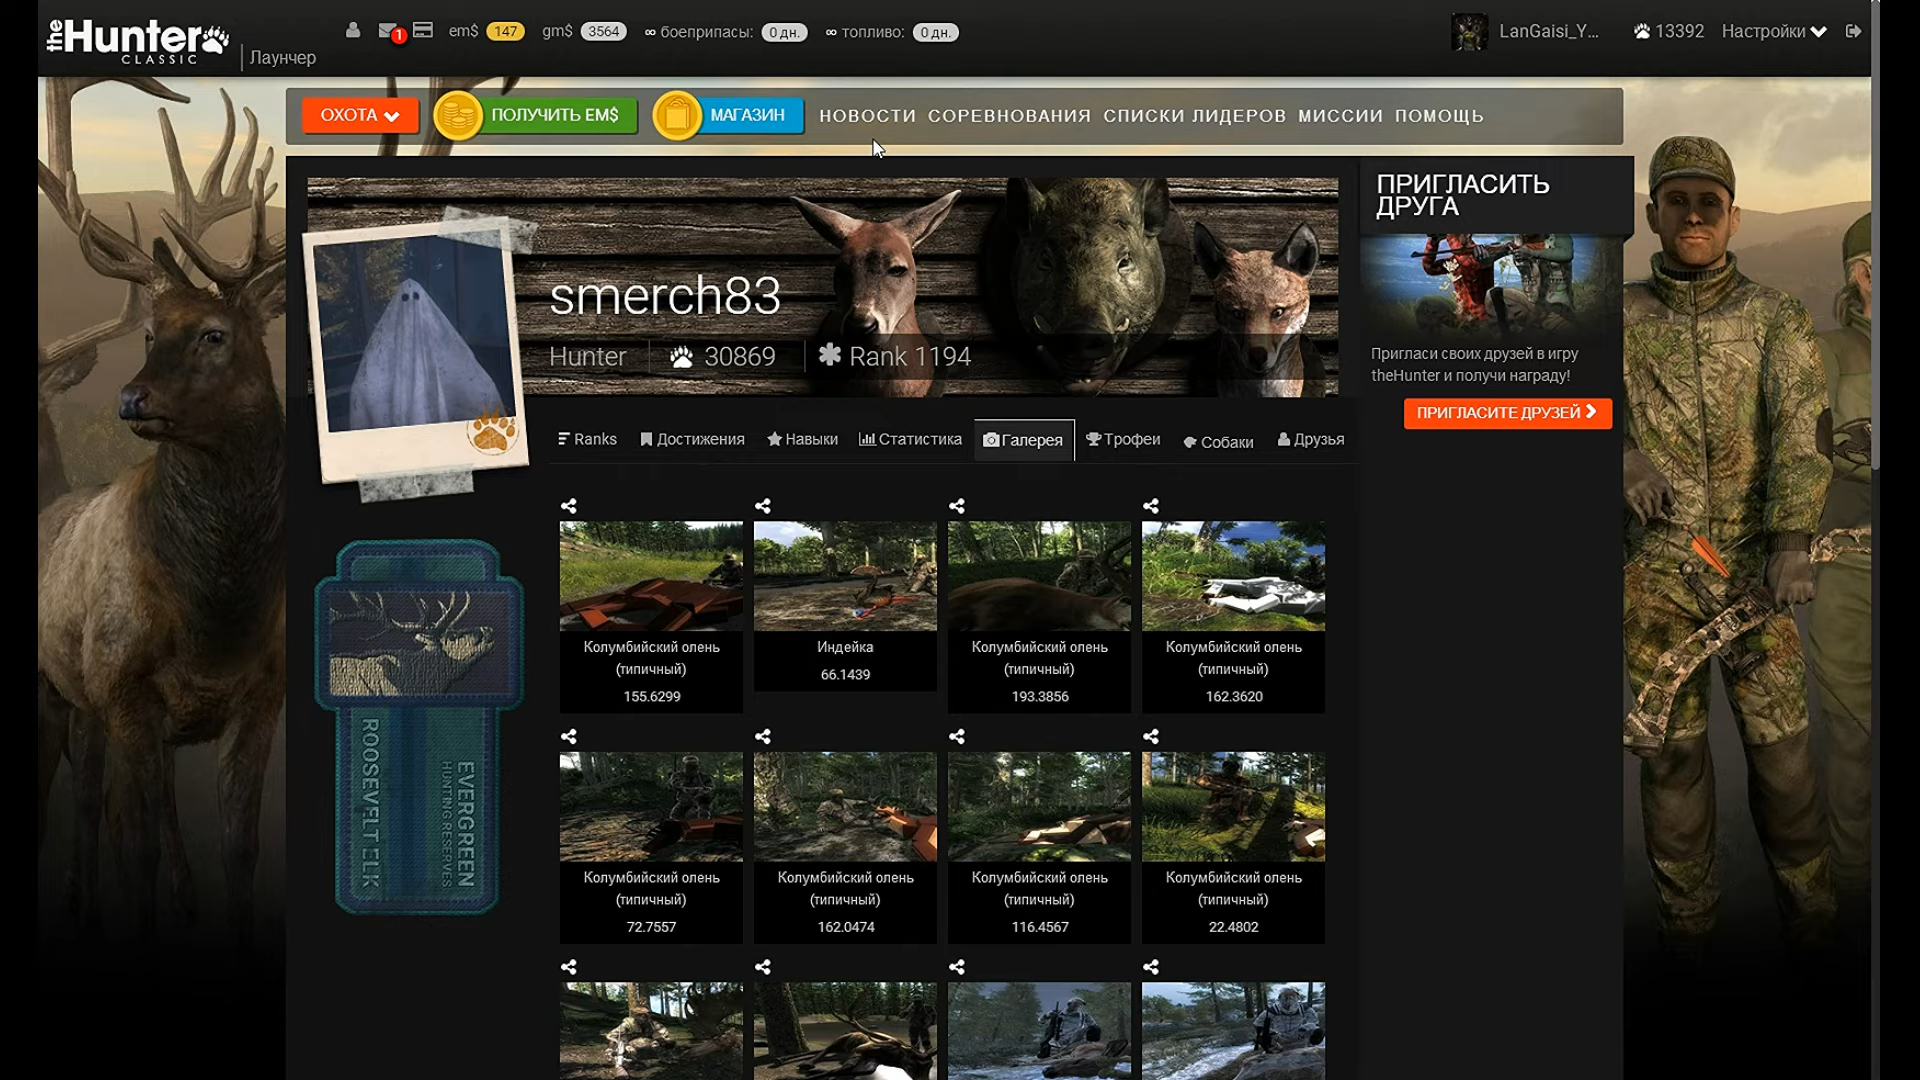 theHunter
CLASSIC
Лаунчер
1
em$ 147
gm$ 3564
∞ боеприпасы: 0 дн.
∞ топливо: 0 дн.
LanGaisi_Y...
13392
Настройки
ОХОТА
ПОЛУЧИТЬ EM$
МАГАЗИН
НОВОСТИ СОРЕВНОВАНИЯ СПИСКИ ЛИДЕРОВ МИССИИ ПОМОЩЬ
smerch83
Hunter 30869 Rank 1194
ПРИГЛАСИТЬ
ДРУГА
Пригласи своих друзей в игру
theHunter и получи награду!
ПРИГЛАСИТЕ ДРУЗЕЙ
Ranks Достижения Навыки Статистика Галерея Трофеи Собаки Друзья
ROOSEVELT ELK
EVERGREEN
HUNTING RESERVES
Колумбийский олень
(типичный)
155.6299
Индейка
66.1439
Колумбийский олень
(типичный)
193.3856
Колумбийский олень
(типичный)
162.3620
Колумбийский олень
(типичный)
72.7557
Колумбийский олень
(типичный)
162.0474
Колумбийский олень
(типичный)
116.4567
Колумбийский олень
(типичный)
22.4802